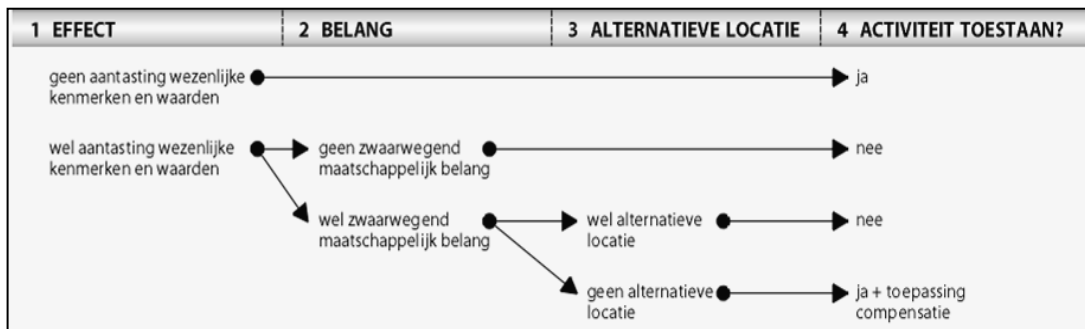 1 EFFECT
2 BELANG
3 ALTERNATIEVE LOCATIE
4 ACTIVITEIT TOESTAAN?
geen aantasting wezenlijke
kenmerken en waarden
ja
wel aantasting wezenlijke
kenmerken en waarden
geen zwaarwegend
maatschappelijk belang
nee
wel zwaarwegend
maatschappelijk belang
wel alternatieve
locatie
nee
geen alternatieve
locatie
ja + toepassing
compensatie